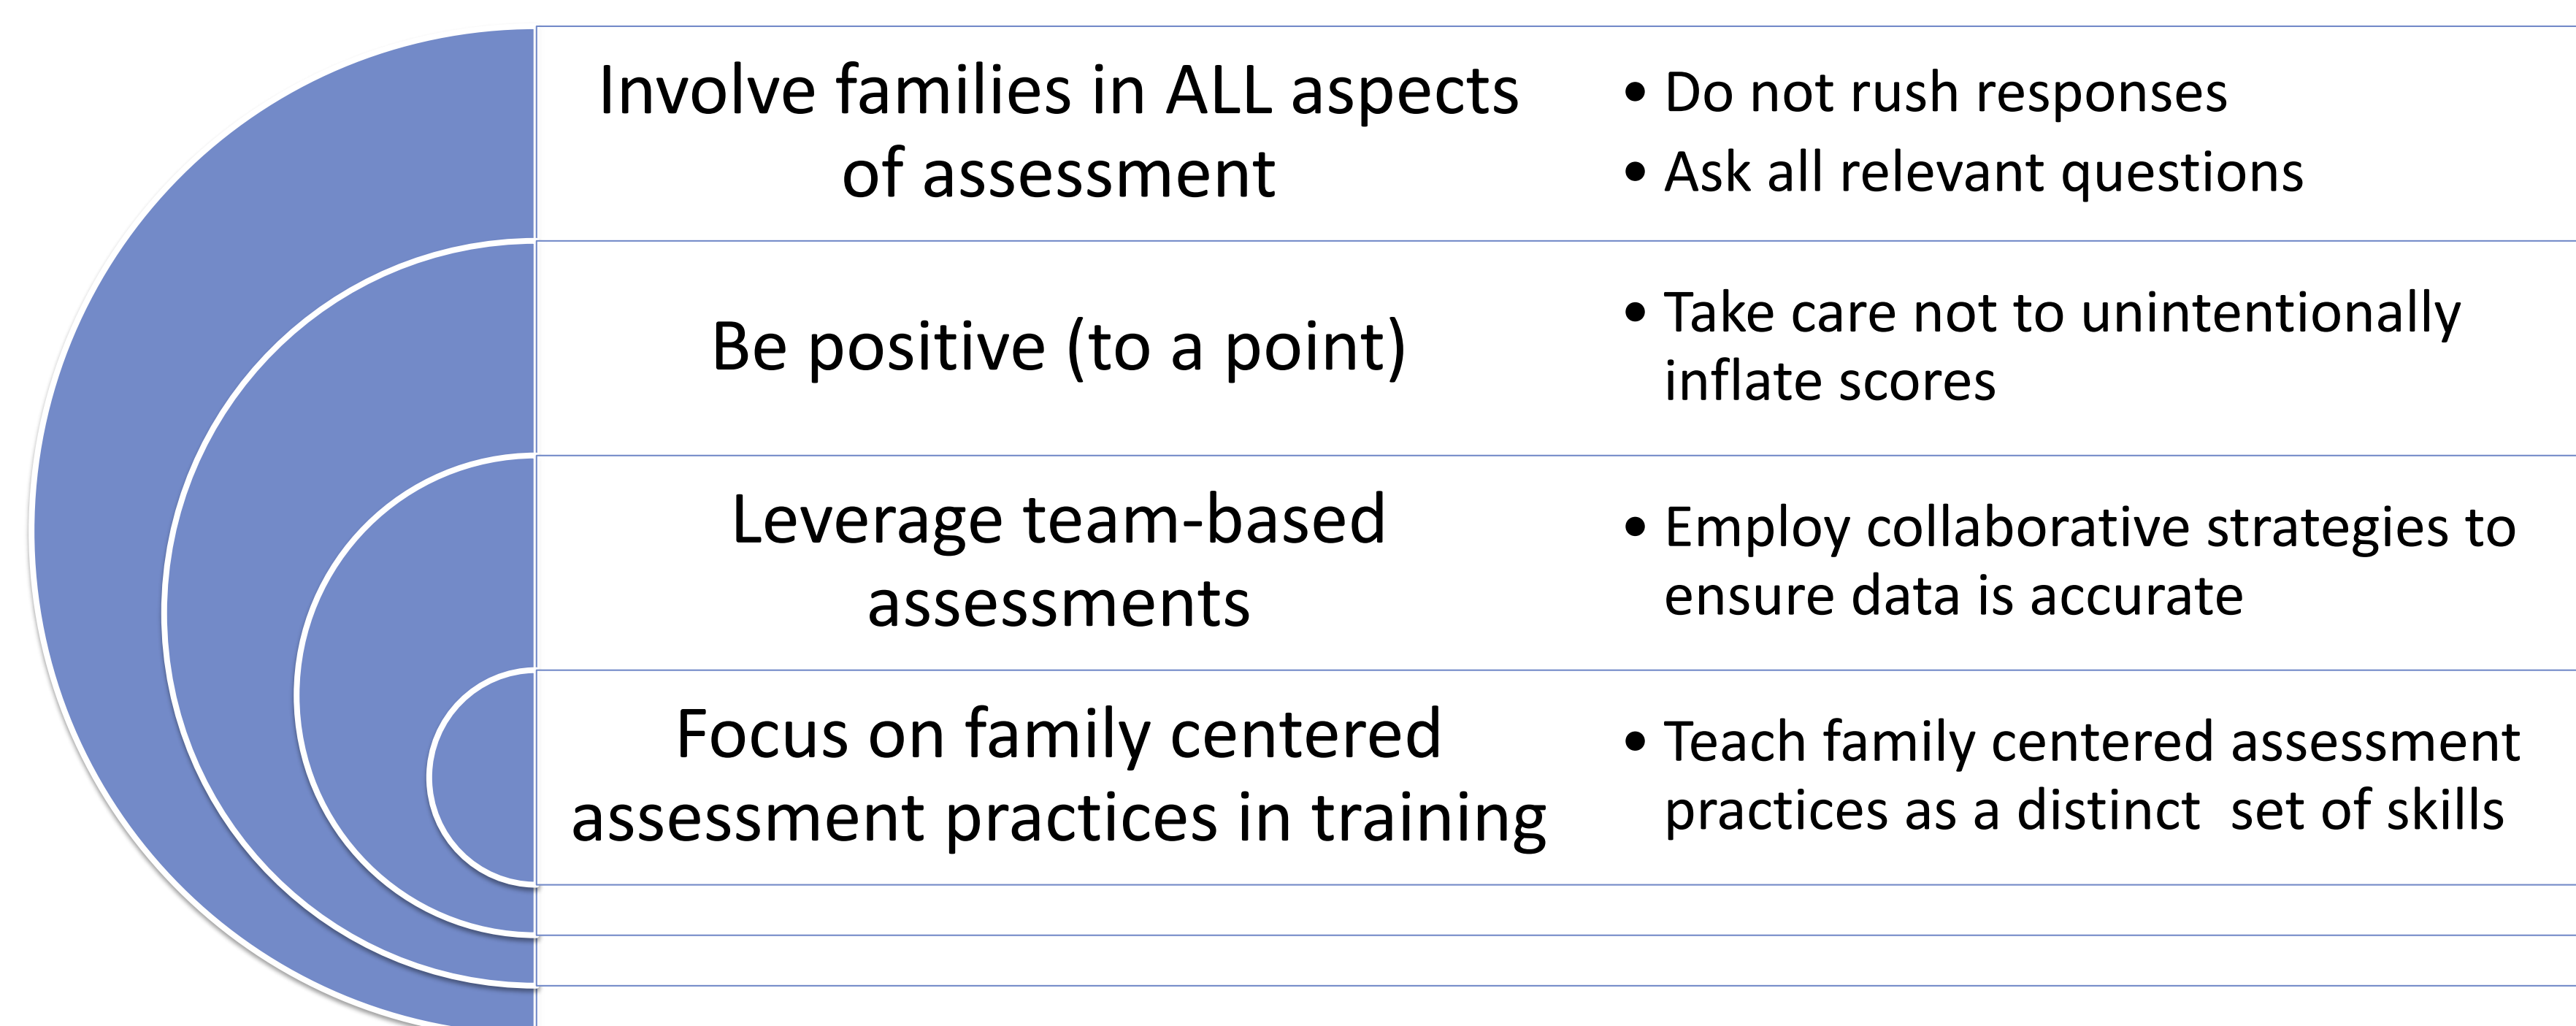 Involve families in ALL aspects
of assessment
• Do not rush responses
• Ask all relevant questions
Be positive (to a point)
• Take care not to unintentionally
inflate scores
Leverage team-based
assessments
• Employ collaborative strategies to
ensure data is accurate
Focus on family centered
assessment practices in training
• Teach family centered assessment
practices as a distinct  set of skills